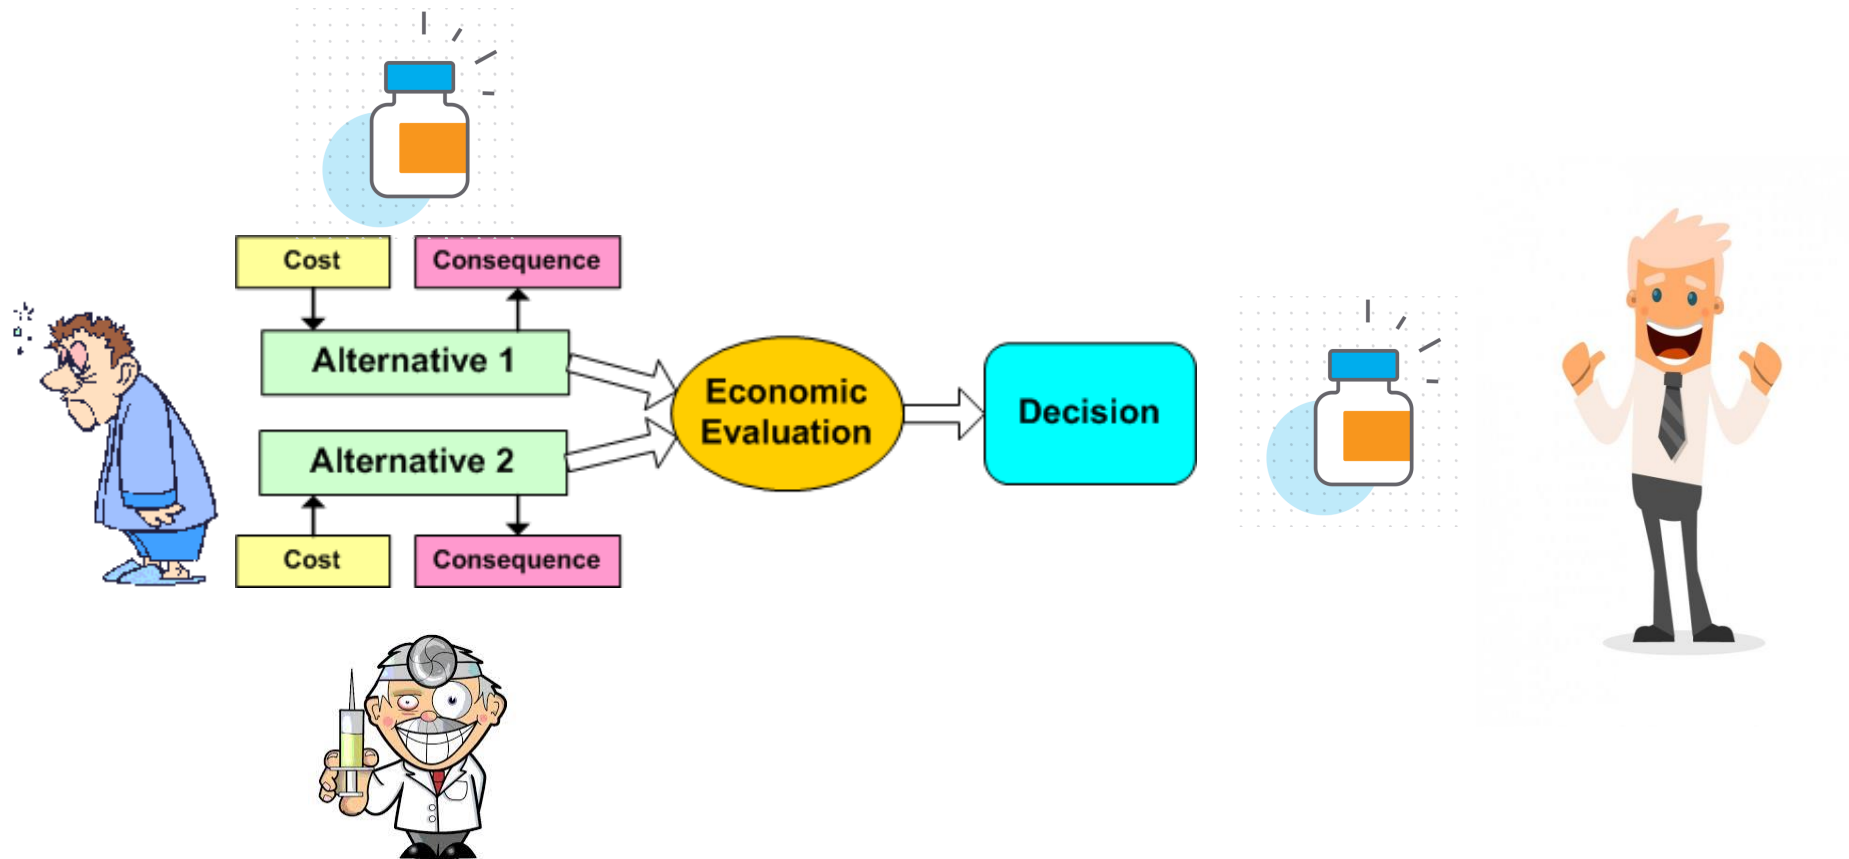 Cost
Consequence
Alternative 1
Alternative 2
Cost
Consequence
Economic
Evaluation
Decision